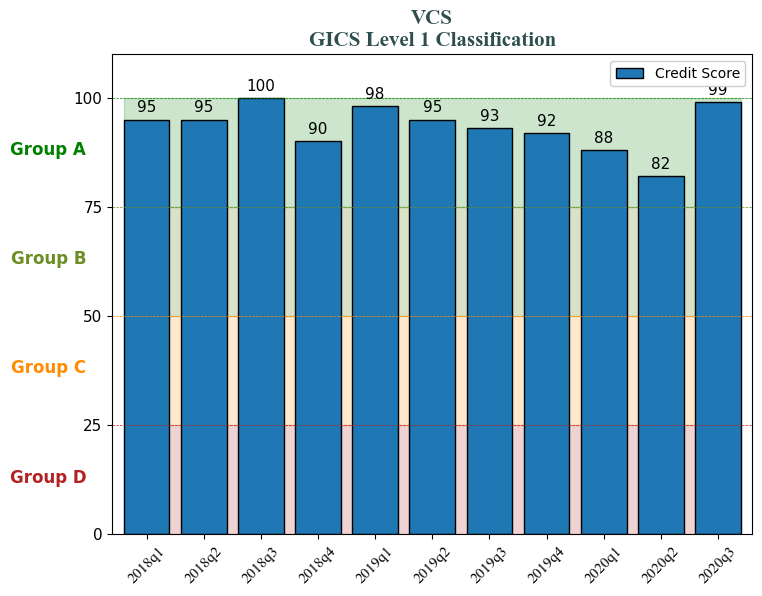 VCS
GICS Level 1 Classification
Credit Score
100
75
50
25
0
Group A
Group B
Group C
Group D
95
95
100
90
98
95
93
92
88
82
99
2018q1
2018q2
2018q3
2018q4
2019q1
2019q2
2019q3
2019q4
2020q1
2020q2
2020q3